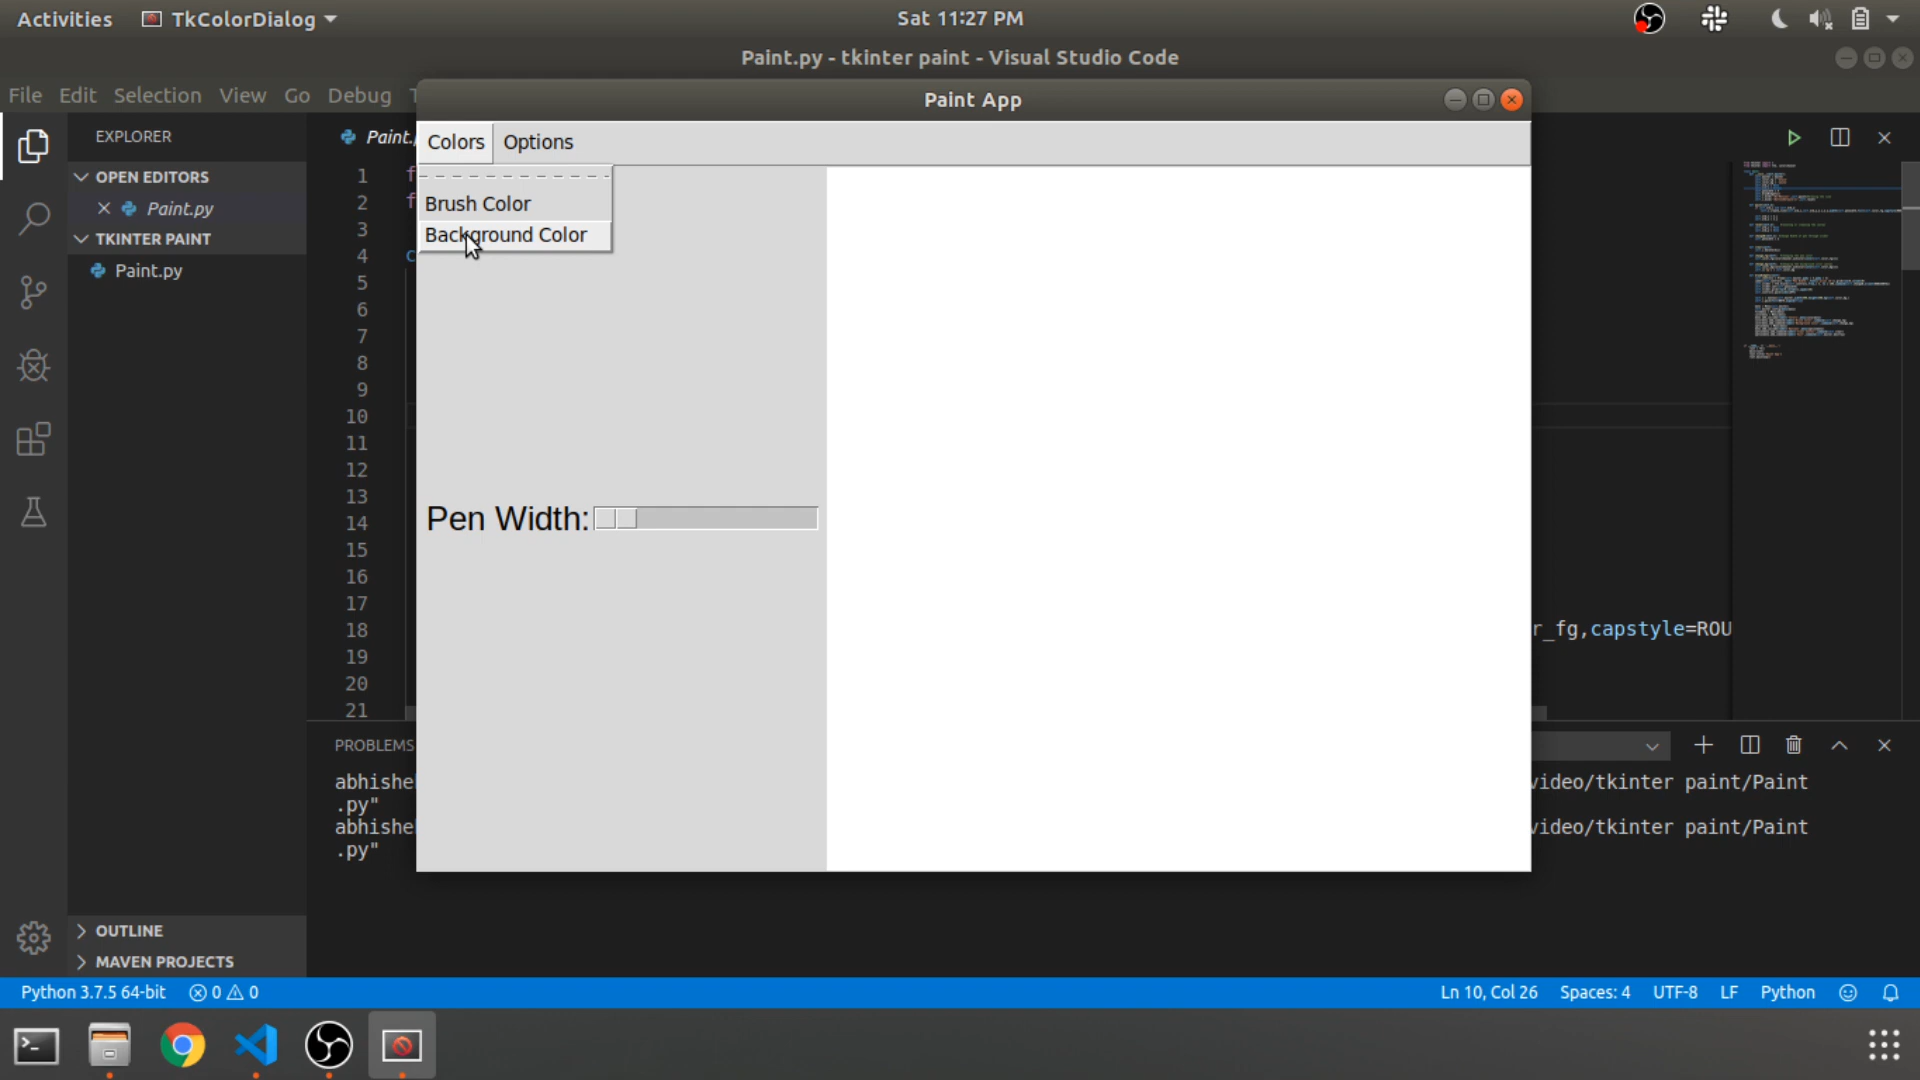 Activities
TkColorDialog
Sat 11:27 PM
Paint.py - tkinter paint - Visual Studio Code
File Edit Selection View Go Debug
Paint App
EXPLORER
Paint.
Colors Options
OPEN EDITORS
Paint.py
TKINTER PAINT
Paint.py
Brush Color
Background Color
1
2
3
4
5
6
7
8
9
10
11
12
13
14
15
16
17
18
19
20
21
f
f
c
Pen Width:
r_fg,capstyle=ROU
PROBLEMS
abhishe
video/tkinter paint/Paint
.py"
abhishe
video/tkinter paint/Paint
.py"
OUTLINE
MAVEN PROJECTS
Python 3.7.5 64-bit
0
0
Ln 10, Col 26
Spaces: 4
UTF-8
LF
Python